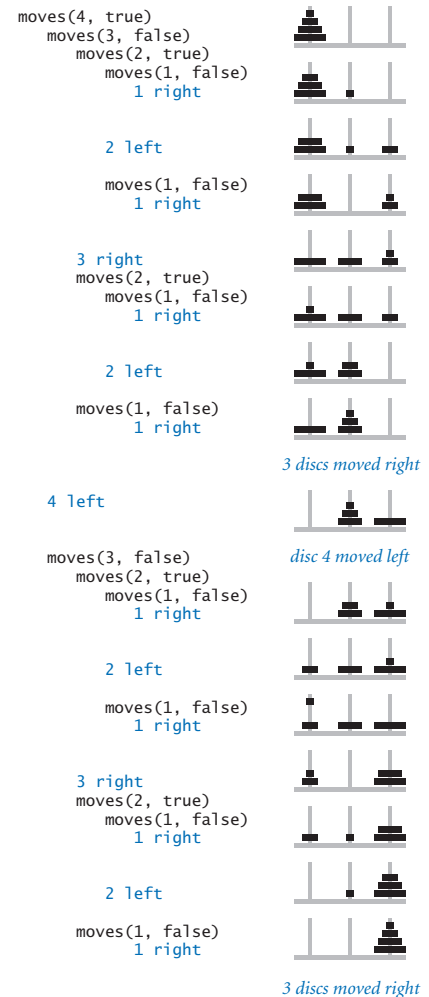 moves(4, true)
moves(3, false)
moves(2, true)
moves(1, false)
1 right
2 left
moves(1, false)
1 right
3 right
moves(2, true)
moves(1, false)
1 right
2 left
moves(1, false)
1 right
3 discs moved right
4 left
disc 4 moved left
moves(3, false)
moves(2, true)
moves(1, false)
1 right
2 left
moves(1, false)
1 right
3 right
moves(2, true)
moves(1, false)
1 right
2 left
moves(1, false)
1 right
3 discs moved right